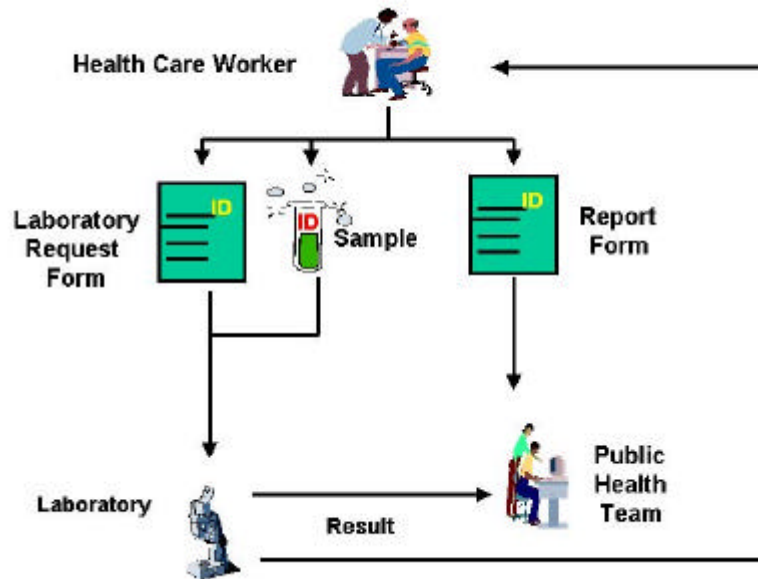 Health Care Worker
ID
Laboratory
Request
Form
ID
Sample
ID
Report
Form
Laboratory
Result
Public
Health
Team